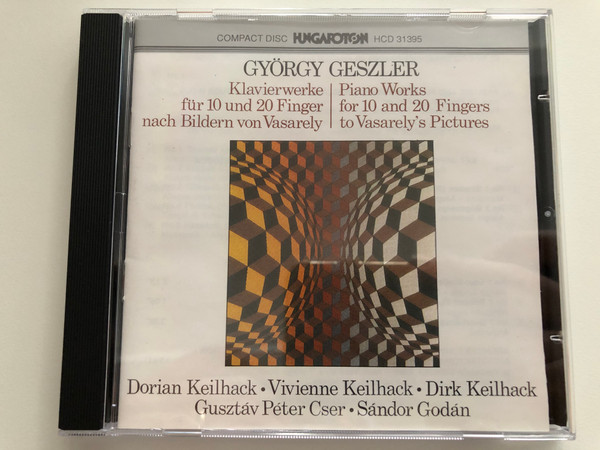 COMPACT DISC HUNGAROTON HCD 31395
GYÖRGY GESZLER
Klavierwerke | Piano Works
für 10 und 20 Finger | for 10 and 20 Fingers
nach Bildern von Vasarely | to Vasarely's Pictures
Dorian Keilhack • Vivienne Keilhack • Dirk Keilhack
Gusztáv Péter Cser • Sándor Godán